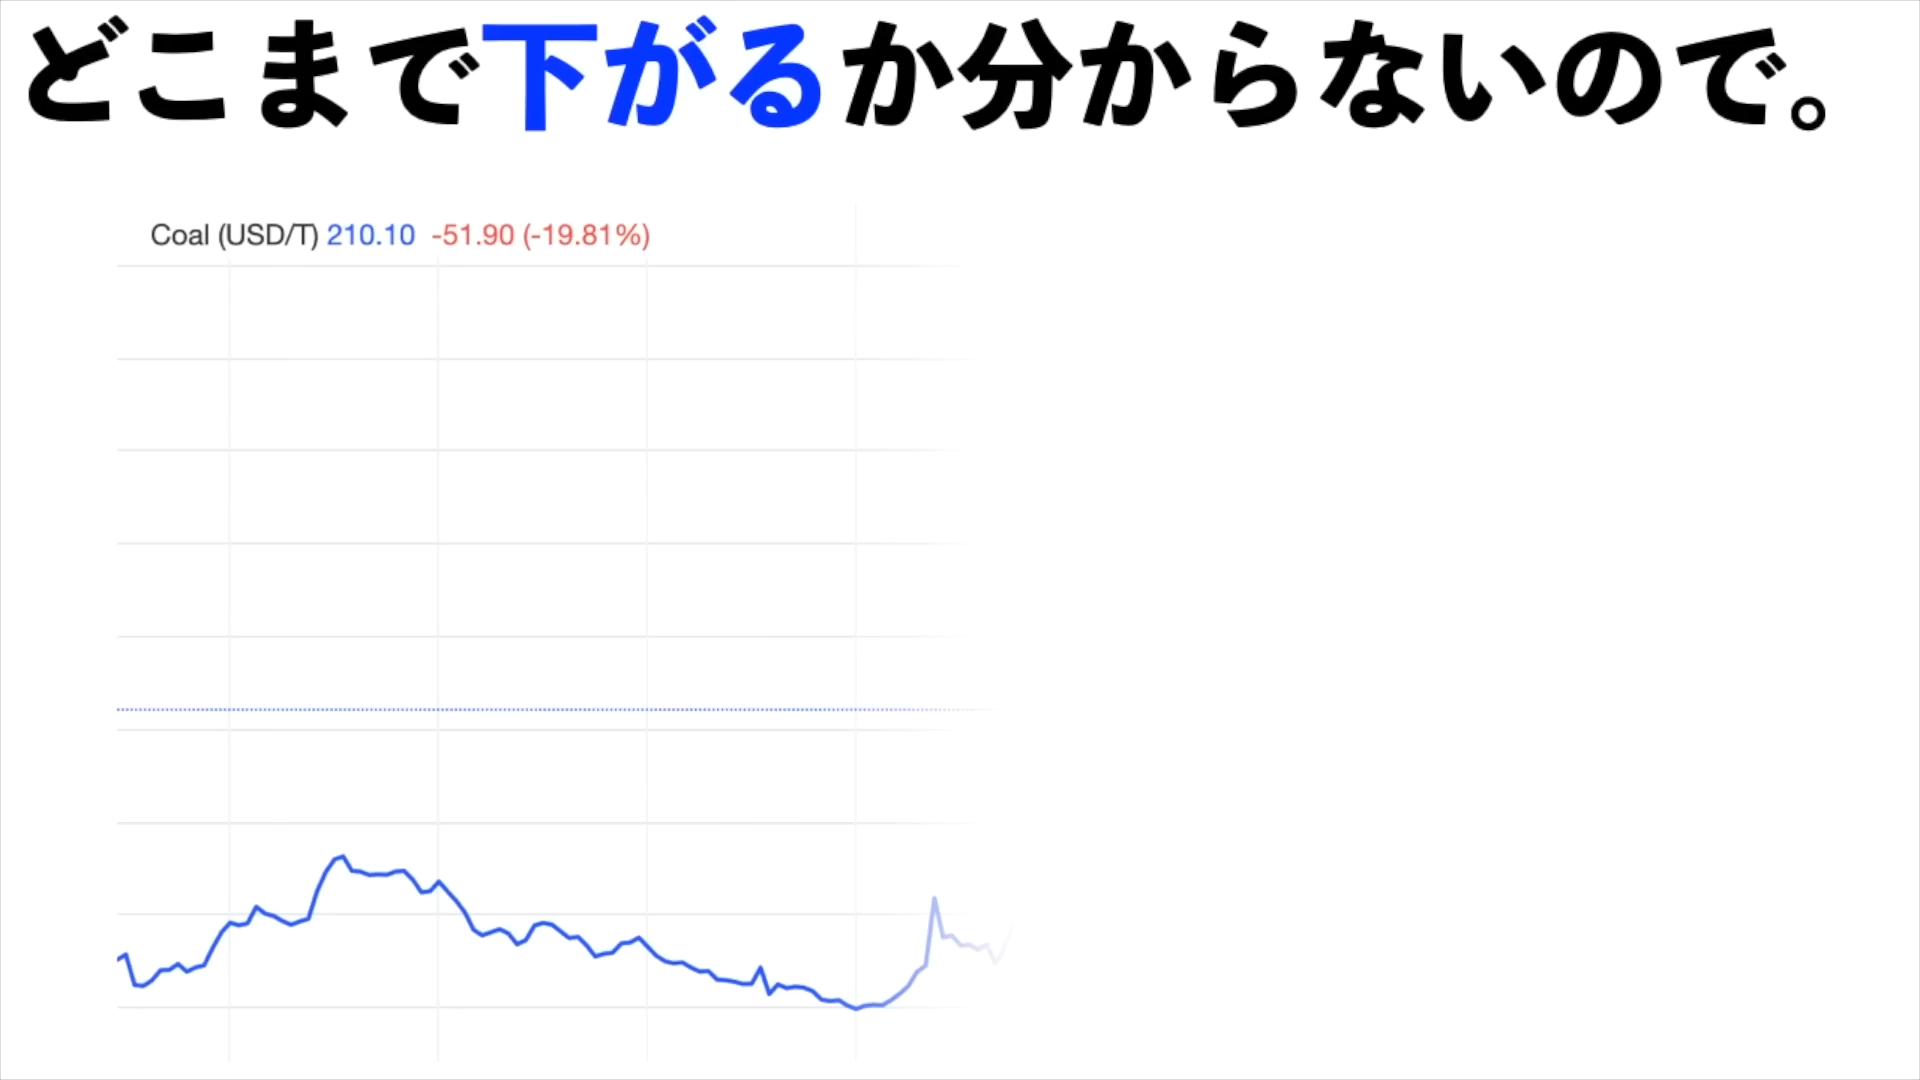 どこまで下がるか分からないので。
Coal (USD/T) 210.10 -51.90 (-19.81%)